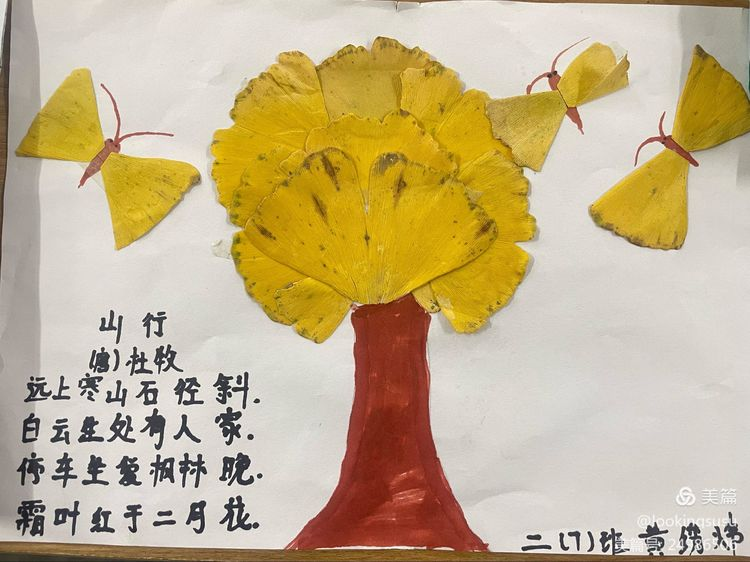 山行
(唐)杜牧
远上寒山石径斜.
白云生处有人家.
停车坐爱枫林晚.
霜叶红于二月花.
二(7)班黄
美篇
@lookingsusu